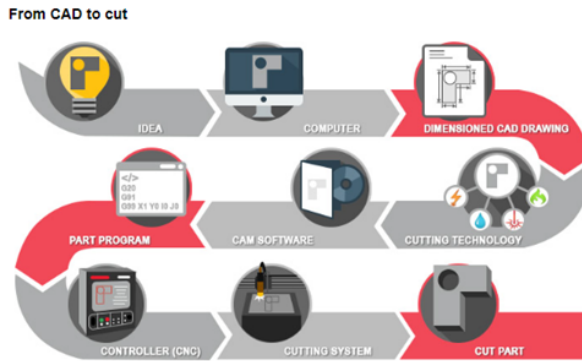 From CAD to cut
IDEA
COMPUTER
DIMENSIONED CAD DRAWING
</>
G20
G91
G99 X1 Y0 I0 J0
PART PROGRAM
CAM SOFTWARE
CUTTING TECHNOLOGY
CONTROLLER (CNC)
CUTTING SYSTEM
CUT PART